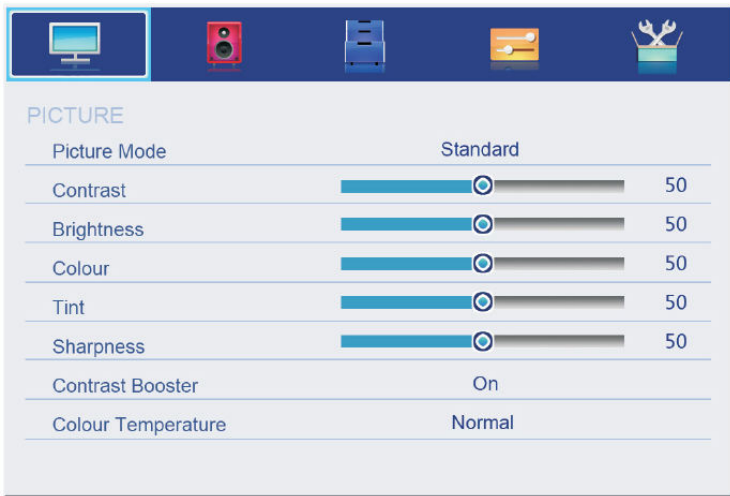 PICTURE
Picture Mode Standard
Contrast 50
Brightness 50
Colour 50
Tint 50
Sharpness 50
Contrast Booster On
Colour Temperature Normal